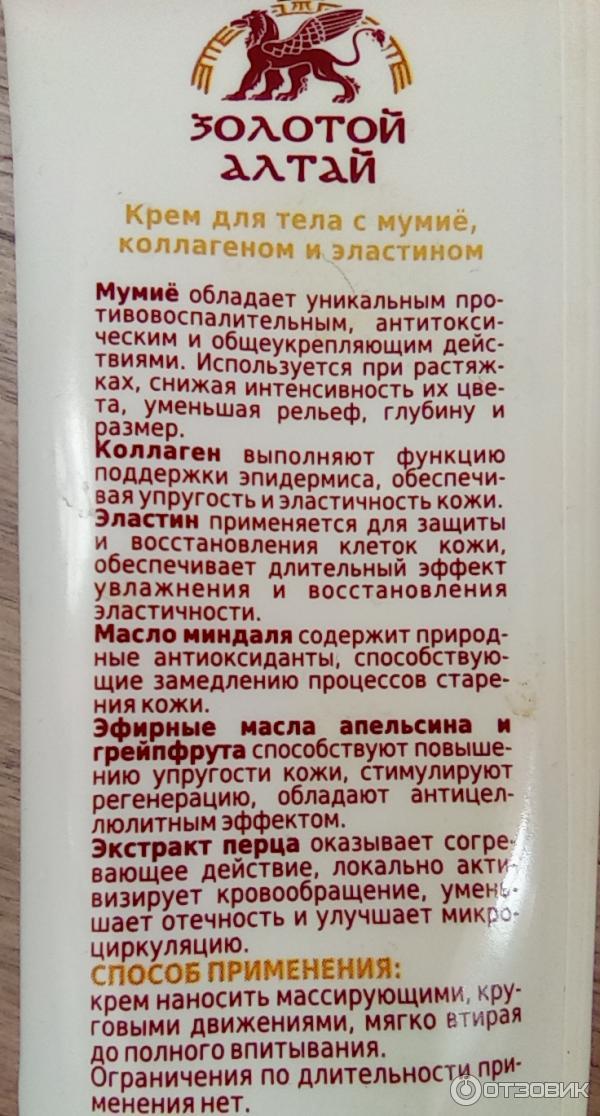 ЗОЛОТОЙ
АЛТАЙ
Крем для тела с мумиё,
коллагеном и эластином
Мумиё обладает уникальным про-
тивовоспалительным, антитокси-
ческим и общеукрепляющим дейс-
твиями. Используется при растяж-
ках, снижая интенсивность их цве-
та, уменьшая рельеф, глубину и
размер.
Коллаген выполняют функцию
поддержки эпидермиса, обеспечи-
вая упругость и эластичность кожи.
Эластин применяется для защиты
и восстановления клеток кожи,
обеспечивает длительный эффект
увлажнения и восстановления
эластичности.
Масло миндаля содержит природ-
ные антиоксиданты, способствую-
щие замедлению процессов старе-
ния кожи.
Эфирные масла апельсина и
грейпфрута способствуют повыше-
нию упругости кожи, стимулируют
регенерацию, обладают антицел-
люлитным эффектом.
Экстракт перца оказывает согре-
вающее действие, локально акти-
визирует кровообращение, умень-
шает отечность и улучшает микро-
циркуляцию.
СПОСОБ ПРИМЕНЕНИЯ:
крем наносить массирующими, кру-
говыми движениями, мягко втирая
до полного впитывания.
Ограничения по длительности при-
менения нет.
ОТЗОВИК